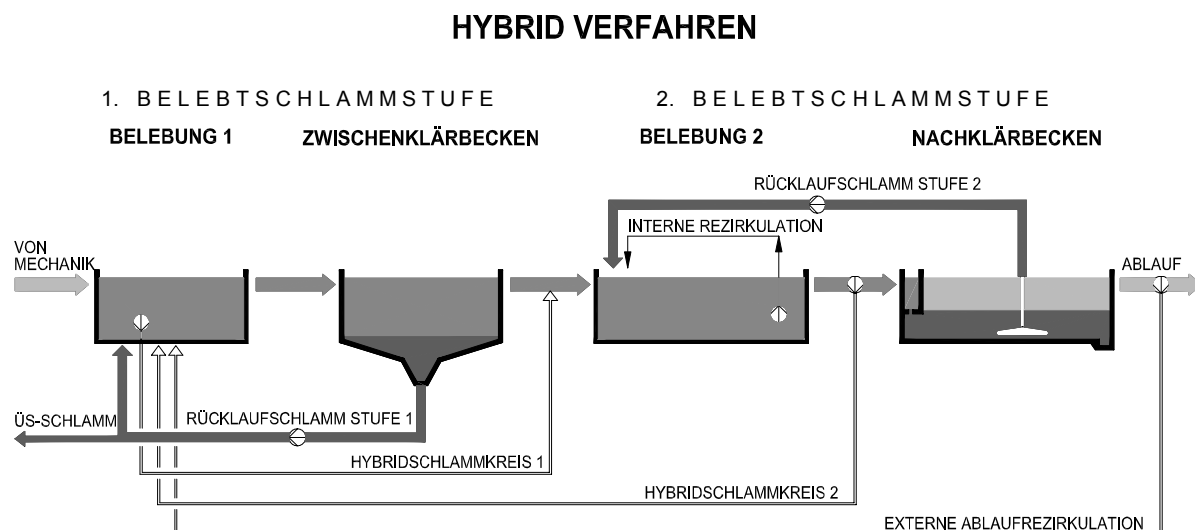 HYBRID VERFAHREN
1. BELEBTSCHLAMMSTUFE
2. BELEBTSCHLAMMSTUFE
BELEBUNG 1
ZWISCHENKLÄRBECKEN
BELEBUNG 2
NACHKLÄRBECKEN
RÜCKLAUFSCHLAMM STUFE 2
INTERNE REZIRKULATION
VON
MECHANIK
ABLAUF
ÜS-SCHLAMM
RÜCKLAUFSCHLAMM STUFE 1
HYBRIDSCHLAMMKREIS 1
HYBRIDSCHLAMMKREIS 2
EXTERNE ABLAUFREZIRKULATION